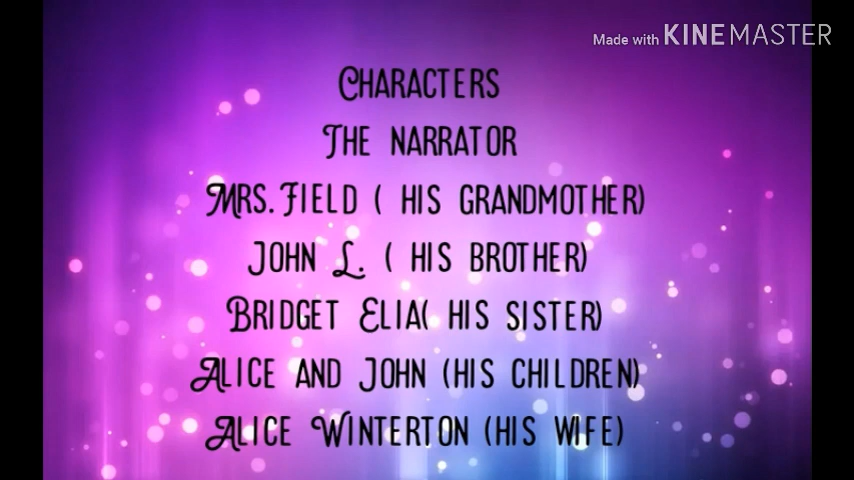 Made with KINEMASTER
CHARACTERS
THE NARRATOR
MRS. FIELD ( HIS GRANDMOTHER)
JOHN L. ( HIS BROTHER)
BRIDGET ELIA( HIS SISTER)
ALICE AND JOHN (HIS CHILDREN)
ALICE WINTERTON (HIS WIFE)